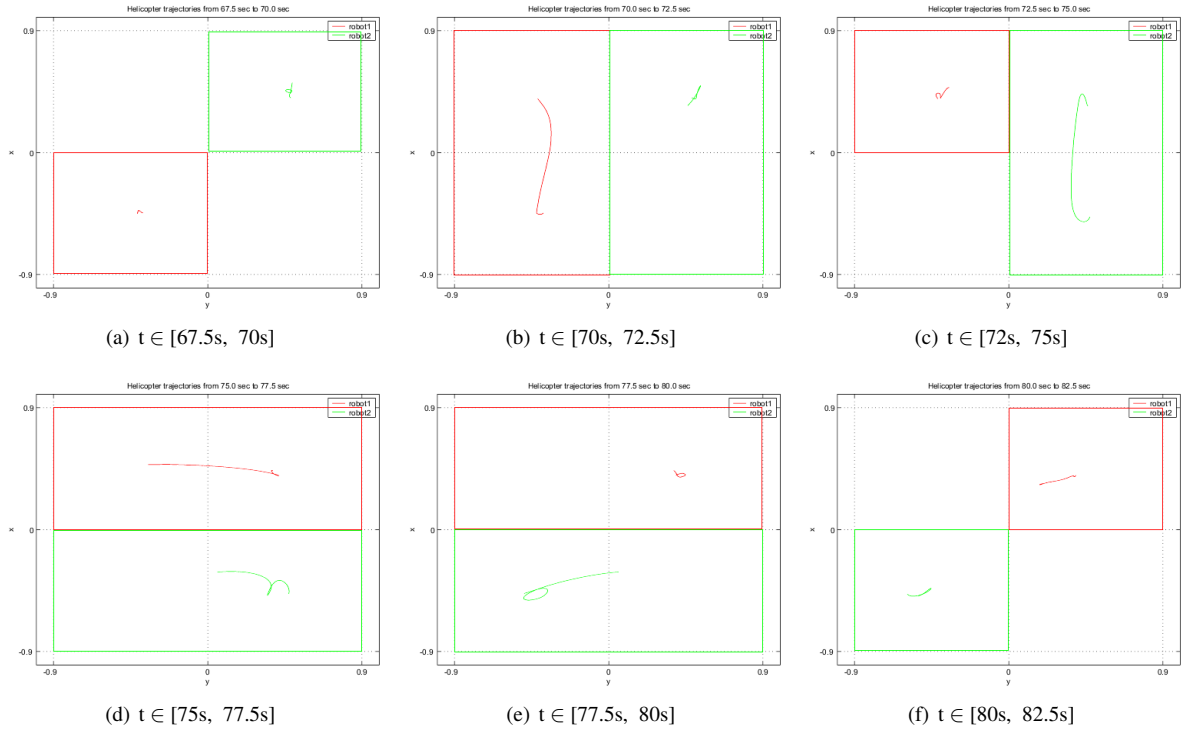 Helicopter trajectories from 67.5 sec to 70.0 sec
robot1
robot2
0.9
x
0
-0.9
-0.9
0
0.9
y
(a) t ∈ [67.5s, 70s]
Helicopter trajectories from 70.0 sec to 72.5 sec
robot1
robot2
0.9
x
0
-0.9
-0.9
0
0.9
y
(b) t ∈ [70s, 72.5s]
Helicopter trajectories from 72.5 sec to 75.0 sec
robot1
robot2
0.9
x
0
-0.9
-0.9
0
0.9
y
(c) t ∈ [72s, 75s]
Helicopter trajectories from 75.0 sec to 77.5 sec
robot1
robot2
0.9
x
0
-0.9
-0.9
0
0.9
y
(d) t ∈ [75s, 77.5s]
Helicopter trajectories from 77.5 sec to 80.0 sec
robot1
robot2
0.9
x
0
-0.9
-0.9
0
0.9
y
(e) t ∈ [77.5s, 80s]
Helicopter trajectories from 80.0 sec to 82.5 sec
robot1
robot2
0.9
x
0
-0.9
-0.9
0
0.9
y
(f) t ∈ [80s, 82.5s]